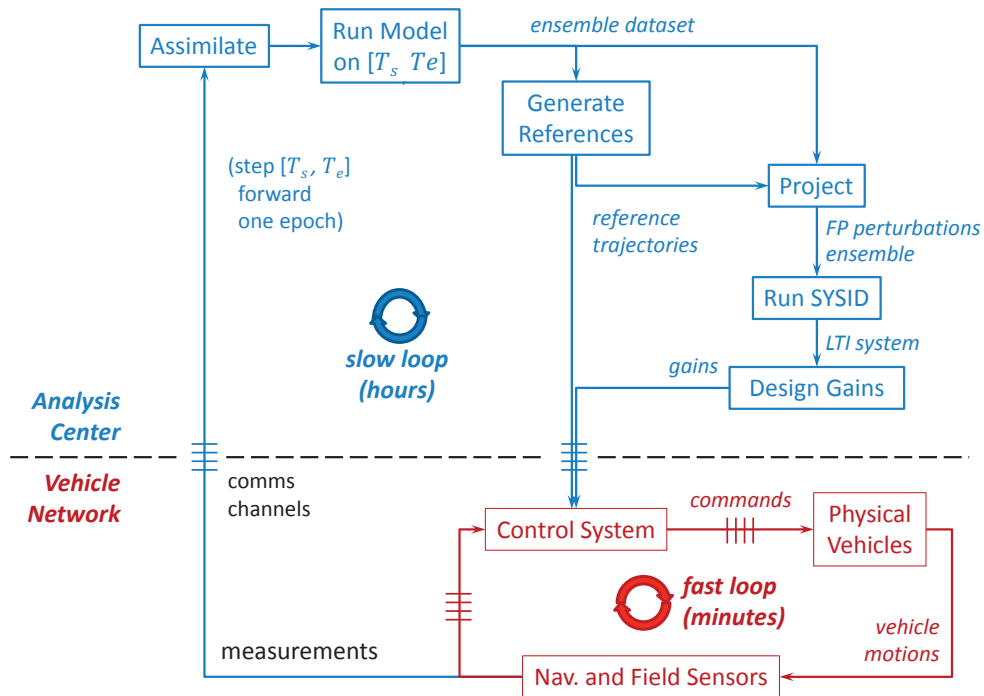 Assimilate
Run Model
on [T_s, Te]
ensemble dataset
Generate
References
(step [T_s, T_e]
forward
one epoch)
Project
reference
trajectories
FP perturbations
ensemble
Run SYSID
slow loop
(hours)
LTI system
gains
Design Gains
Analysis
Center
Vehicle
Network
comms
channels
commands
Control System
Physical
Vehicles
fast loop
(minutes)
vehicle
motions
measurements
Nav. and Field Sensors